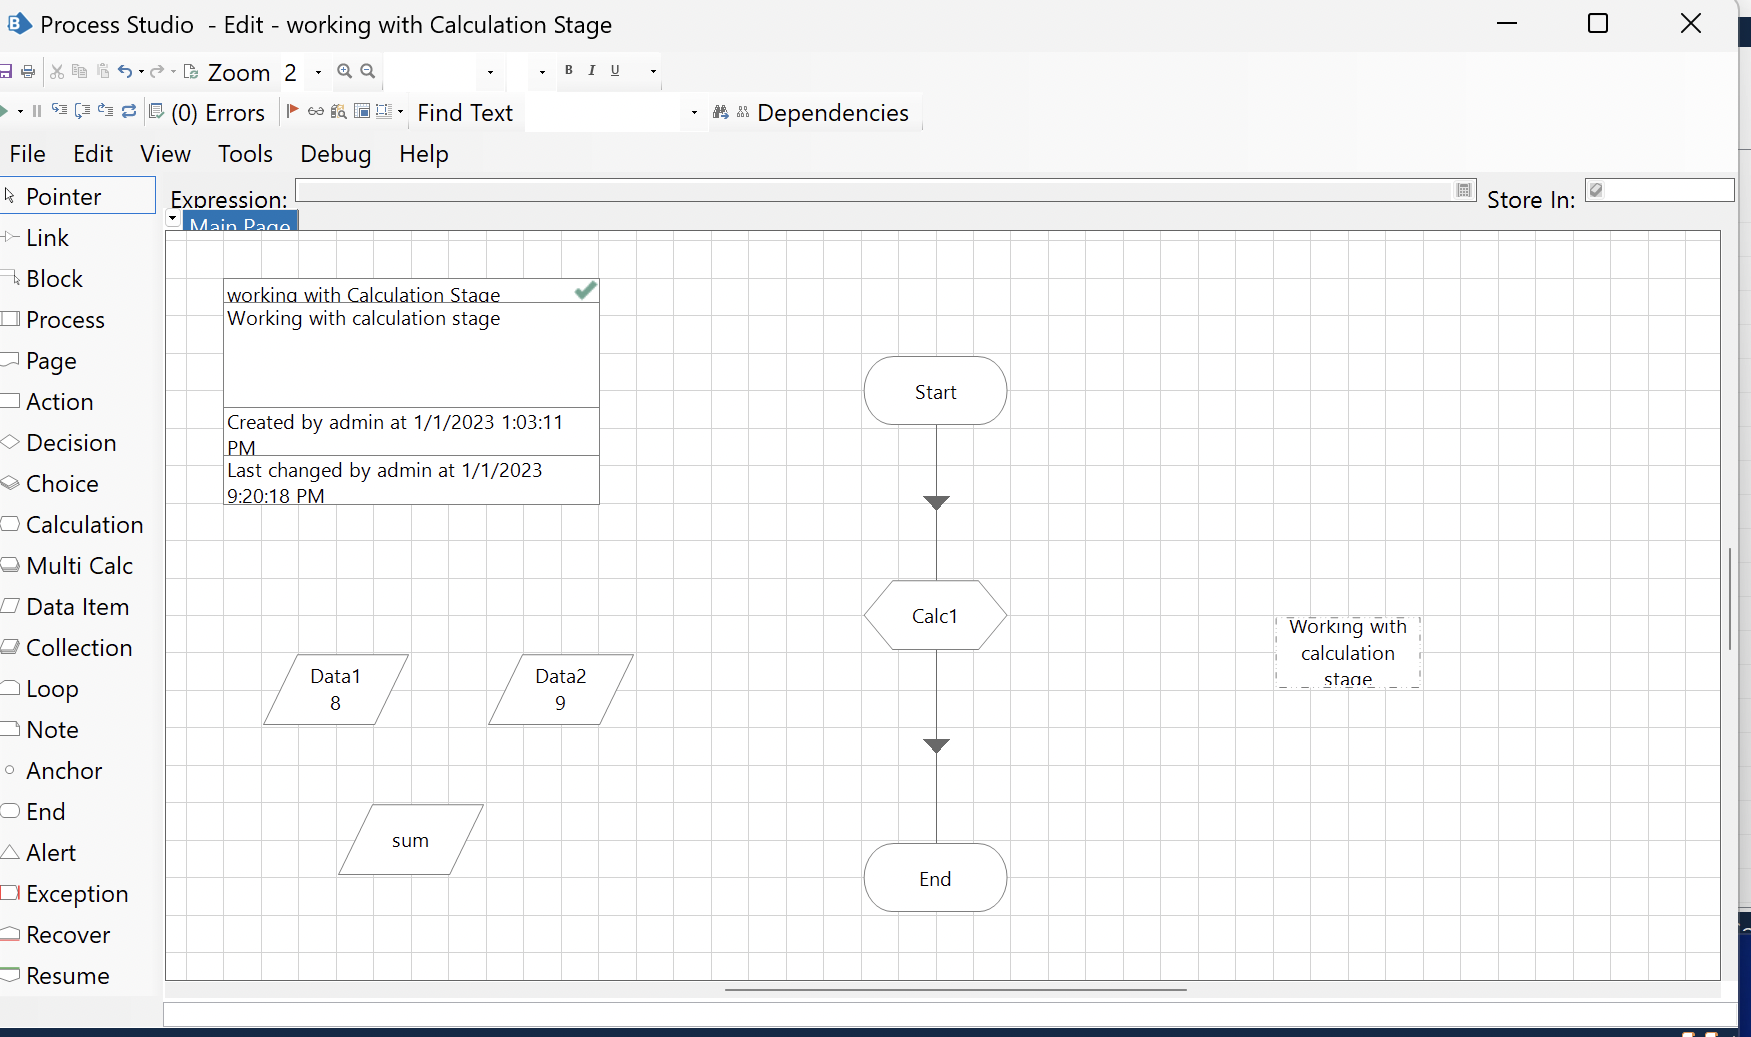 Process Studio - Edit - working with Calculation Stage
Zoom 2 B I U
(0) Errors Find Text Dependencies
File Edit View Tools Debug Help
Expression: Store In:
Main Page
Pointer
Link
Block
Process
Page
Action
Decision
Choice
Calculation
Multi Calc
Data Item
Collection
Loop
Note
Anchor
End
Alert
Exception
Recover
Resume
working with Calculation Stage
Working with calculation stage
Created by admin at 1/1/2023 1:03:11
PM
Last changed by admin at 1/1/2023
9:20:18 PM
Start
Calc1
Working with
calculation
stage
Data1
8
Data2
9
sum
End